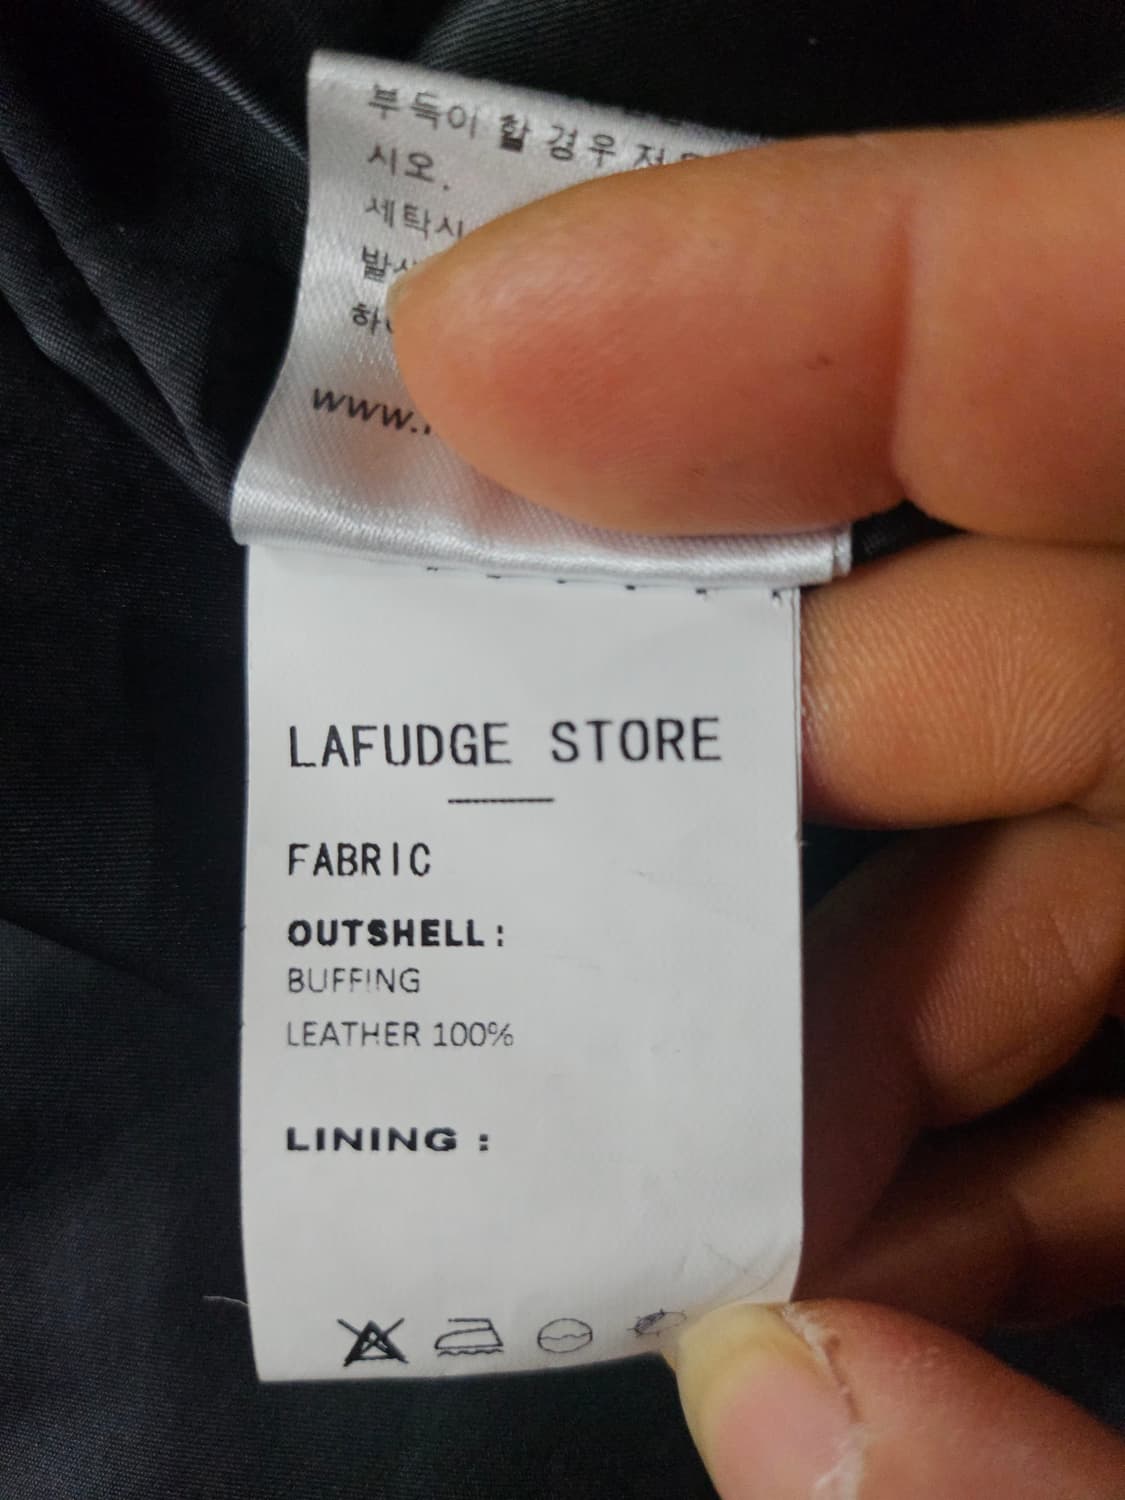 부득이 할 경우
시오.
세탁시
www.
LAFUDGE STORE
FABRIC
OUTSHELL:
BUFFING
LEATHER 100%
LINING :